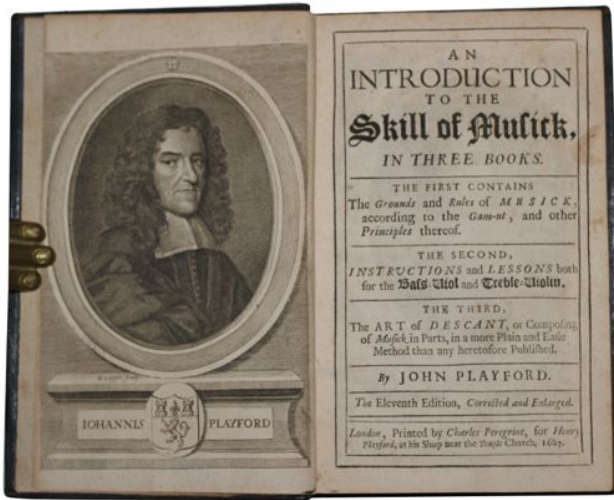 IOHANNIS PLAYFORD
AN
INTRODUCTION
TO THE
Skill of Musick,
IN THREE BOOKS.
THE FIRST CONTAINS
The Grounds and Rules of MUSICK,
according to the Gam-ut, and other
Principles thereof.
THE SECOND,
INSTRVCTIONS and LESSONS both
for the Bass-Viol and Treble-Violin.
THE THIRD,
The ART of DESCANT, or Composing
of Musick in Parts, in a more Plain and Easie
Method than any heretofore Published.
By JOHN PLAYFORD.
The Eleventh Edition, Corrected and Enlarged.
London, Printed by Charles Peregrine, for Henry
Playford, at his Shop near the Temple Church, 1687.